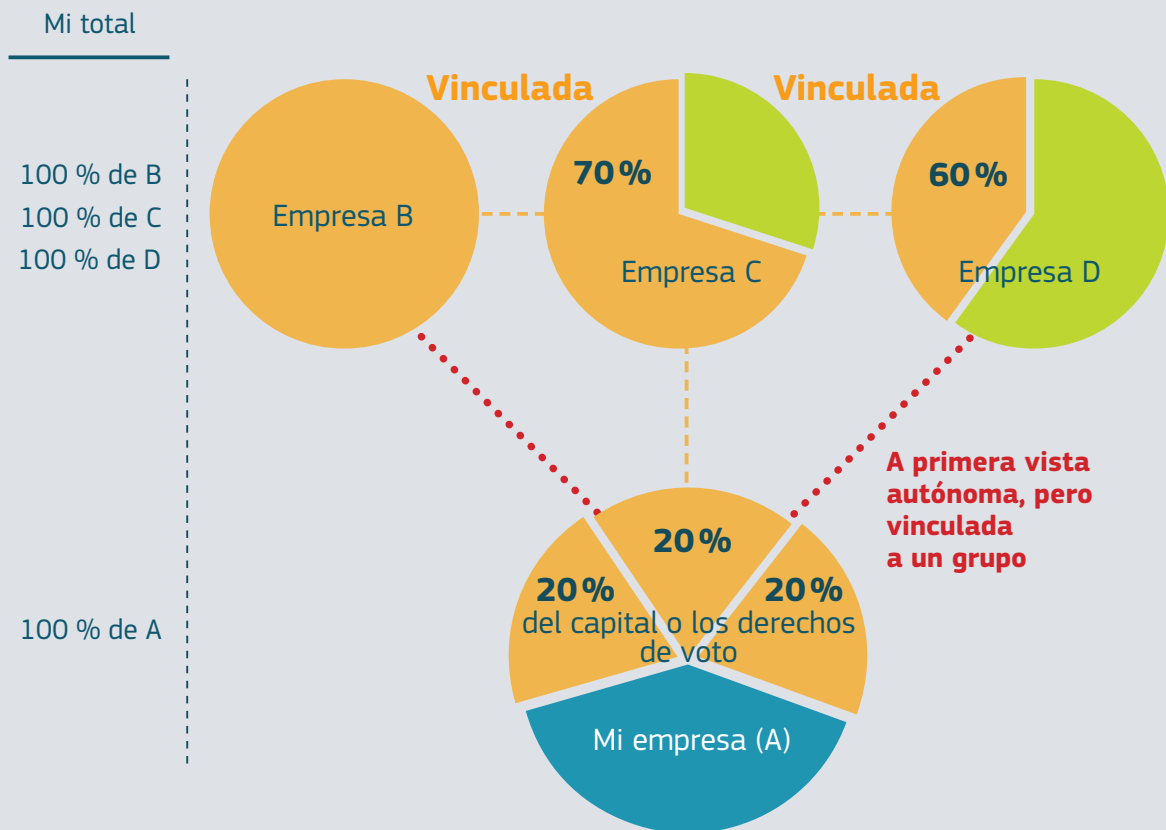 Mi total
Vinculada
Vinculada
100 % de B
100 % de C
100 % de D
Empresa B
70 %
Empresa C
60 %
Empresa D
A primera vista
autónoma, pero
vinculada
a un grupo
100 % de A
20 %
20 %
20 %
del capital o los derechos
de voto
Mi empresa (A)